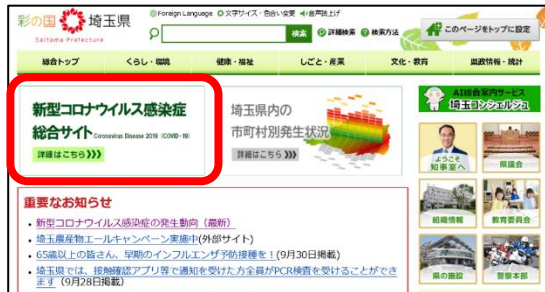 彩の国 埼玉県
Saitama Prefecture
Foreign Language 文字サイズ・色合い変更 音声読上げ
検索 詳細検索 検索方法
このページをトップに設定
総合トップ くらし・環境 健康・福祉 しごと・産業 文化・教育 県政情報・統計
新型コロナウイルス感染症
総合サイト Coronavirus Disease 2019 (COVID-19)
詳細はこちら》》》
埼玉県内の
市町村別発生状況
詳細はこちら 》》》
AI総合案内サービス
埼玉コンシェルジュ
ようこそ
知事室へ
県議会
組織情報
教育委員会
県の施設
警察本部
重要なお知らせ
新型コロナウイルス感染症の発生動向（最新）
埼玉農産物エールキャンペーン実施中(外部サイト)
65歳以上の皆さん、早期のインフルエンザ予防接種を！(9月30日掲載)
埼玉県では、接触確認アプリ等で通知を受けた方全員がPCR検査を受けることができ
ます（9月28日掲載）